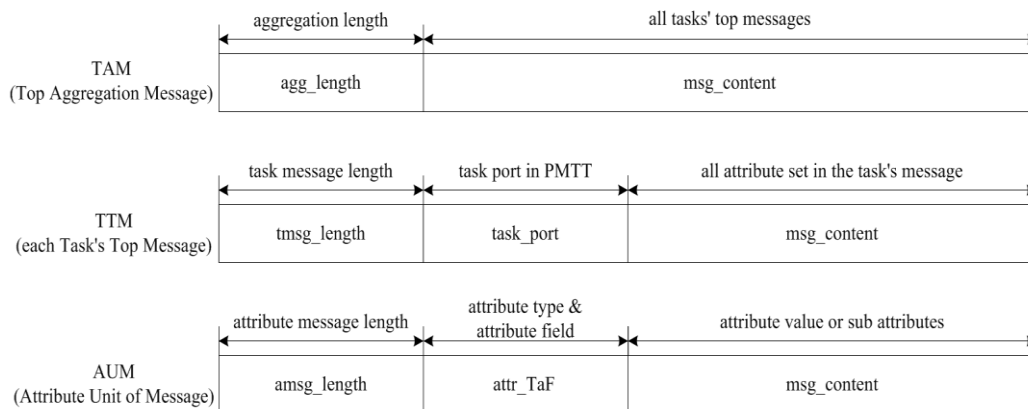 aggregation length
all tasks' top messages
TAM
(Top Aggregation Message)
agg_length
msg_content
task message length
task port in PMTT
all attribute set in the task's message
TTM
(each Task's Top Message)
tmsg_length
task_port
msg_content
attribute message length
attribute type &
attribute field
attribute value or sub attributes
AUM
(Attribute Unit of Message)
amsg_length
attr_TaF
msg_content